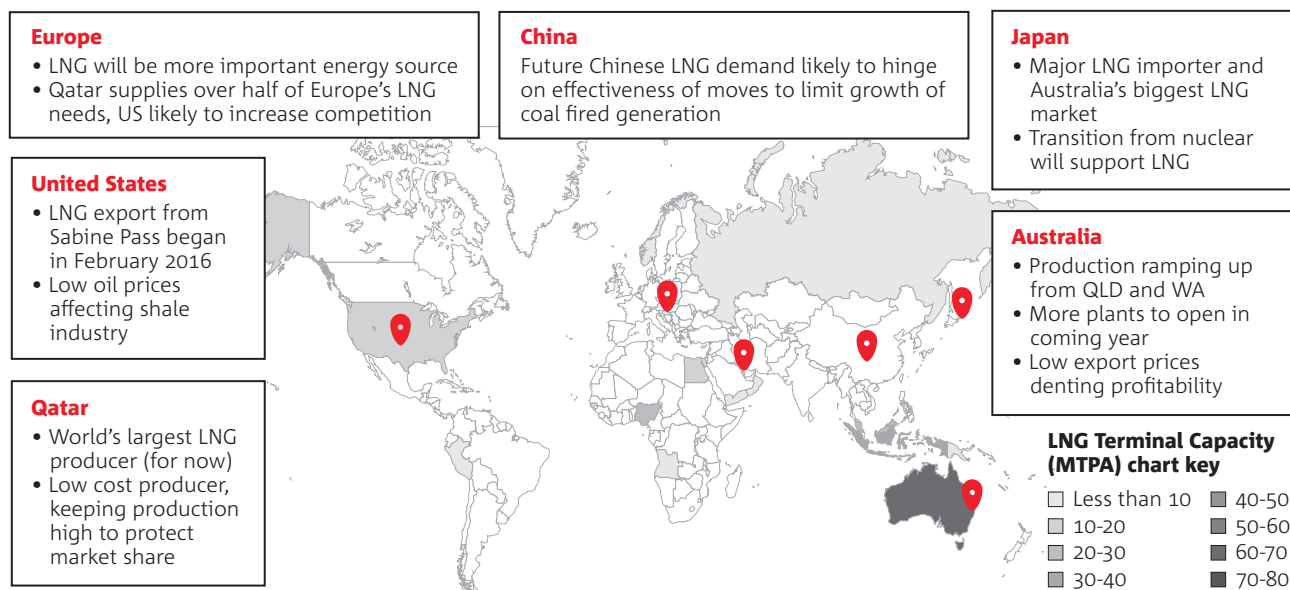 Europe
• LNG will be more important energy source
• Qatar supplies over half of Europe's LNG
needs, US likely to increase competition
China
Future Chinese LNG demand likely to hinge
on effectiveness of moves to limit growth of
coal fired generation
Japan
• Major LNG importer and
Australia's biggest LNG
market
• Transition from nuclear
will support LNG
United States
• LNG export from
Sabine Pass began
in February 2016
• Low oil prices
affecting shale
industry
Australia
• Production ramping up
from QLD and WA
• More plants to open in
coming year
• Low export prices
denting profitability
Qatar
• World's largest LNG
producer (for now)
• Low cost producer,
keeping production
high to protect
market share
LNG Terminal Capacity
(MTPA) chart key
Less than 10
10-20
20-30
30-40
40-50
50-60
60-70
70-80